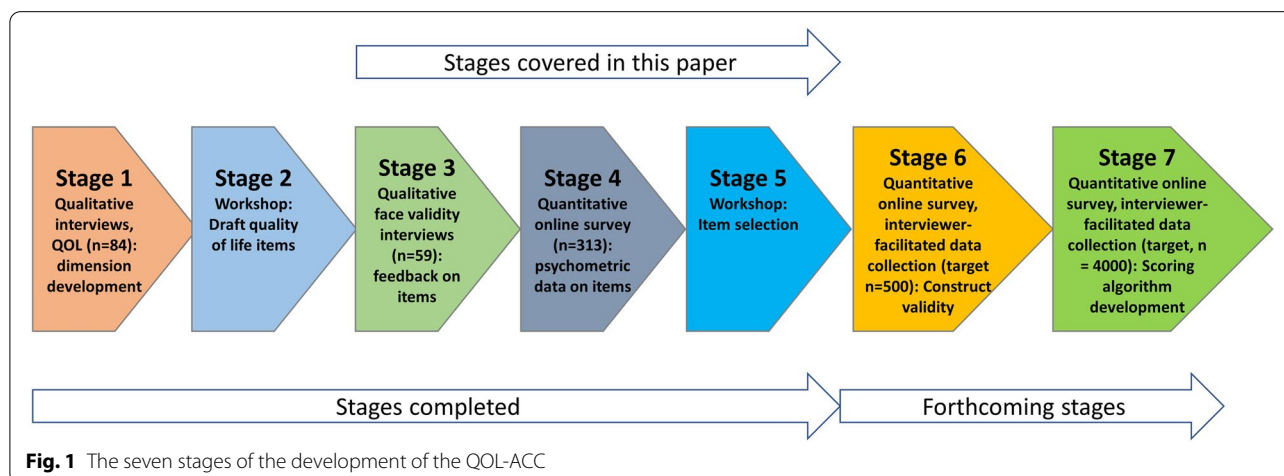 Stages covered in this paper
Stage 1
Qualitative
interviews,
QOL (n=84):
dimension
development
Stage 2
Workshop:
Draft quality
of life items
Stage 3
Qualitative
face validity
interviews
(n=59):
feedback on
items
Stage 4
Quantitative
online survey
(n=313):
psychometric
data on items
Stage 5
Workshop:
Item selection
Stage 6
Quantitative
online survey,
interviewer-
facilitated data
collection (target
n=500): Construct
validity
Stage 7
Quantitative online
survey, interviewer-
facilitated data
collection (target, n
= 4000): Scoring
algorithm
development
Stages completed
Forthcoming stages
Fig. 1 The seven stages of the development of the QOL-ACC